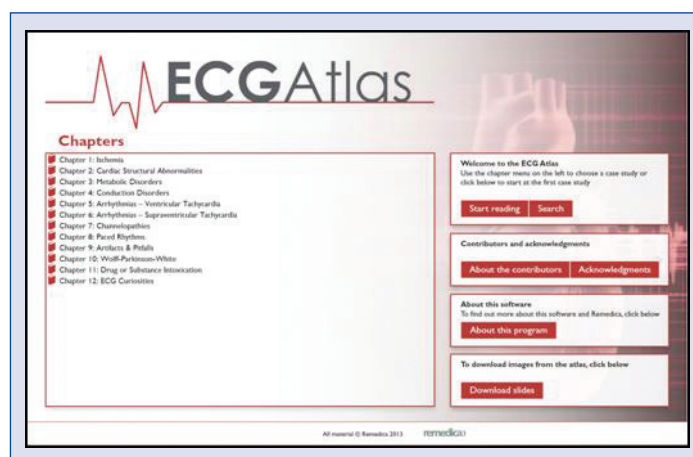 ECGAtlas
Chapters
Chapter 1: Ischemia
Chapter 2: Cardiac Structural Abnormalities
Chapter 3: Metabolic Disorders
Chapter 4: Conduction Disorders
Chapter 5: Arrhythmias – Ventricular Tachycardia
Chapter 6: Arrhythmias – Supraventricular Tachycardia
Chapter 7: Channelopathies
Chapter 8: Paced Rhythms
Chapter 9: Artifacts & Pitfalls
Chapter 10: Wolff-Parkinson-White
Chapter 11: Drug or Substance Intoxication
Chapter 12: ECG Curiosities
Welcome to the ECG Atlas
Use the chapter menu on the left to choose a case study or
click below to start at the first case study
Start reading Search
Contributors and acknowledgments
About the contributors Acknowledgments
About this software
To find out more about this software and Remedica, click below
About this program
To download images from the atlas, click below
Download slides
All material © Remedica 2013 remedica